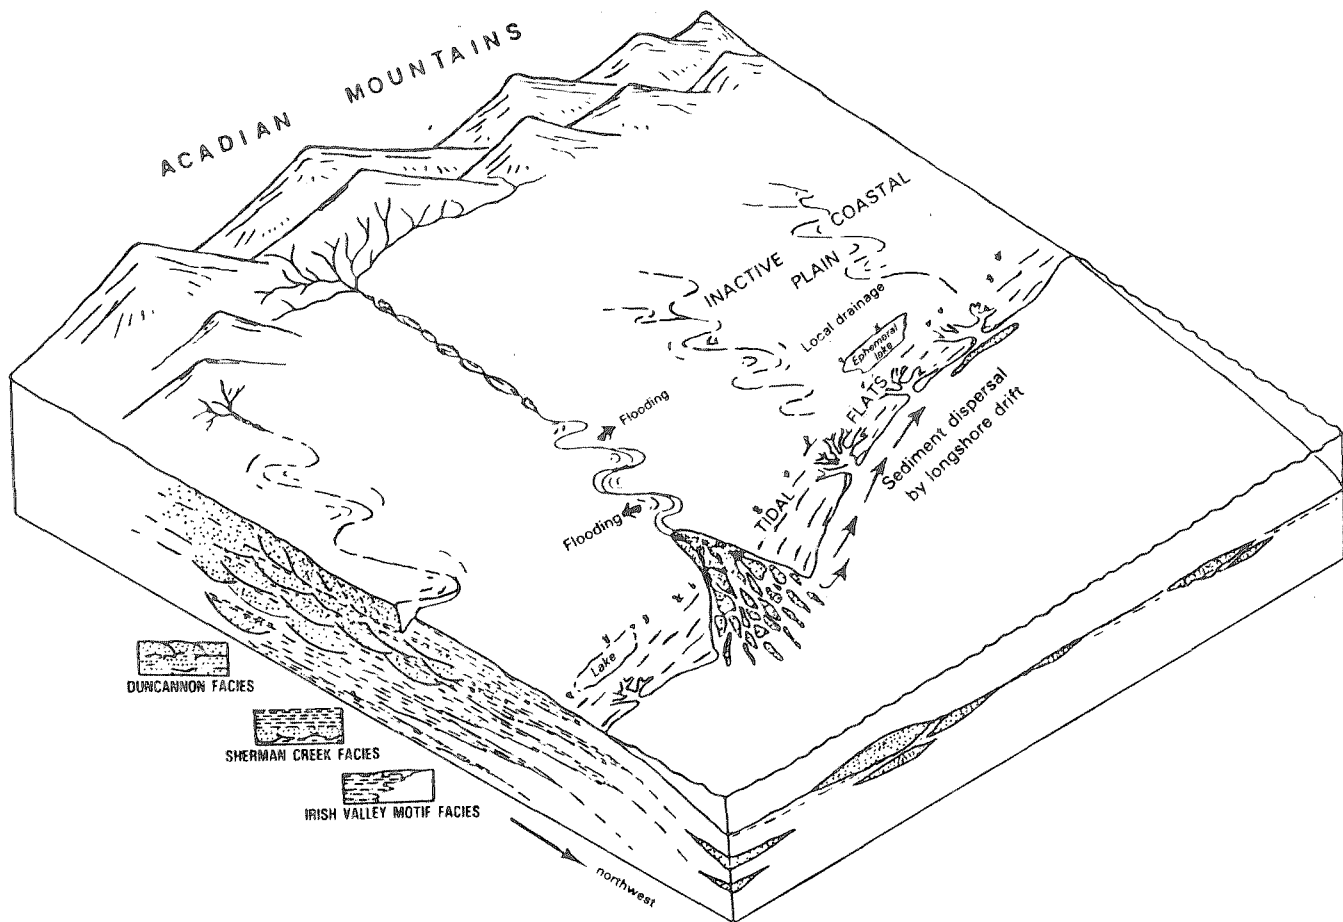 ACADIAN MOUNTAINS
INACTIVE COASTAL
PLAIN
Local drainage
Ephemeral
lake
TIDAL FLATS
Flooding
Flooding
Sediment dispersal
by longshore drift
Lake
DUNCANNON FACIES
SHERMAN CREEK FACIES
IRISH VALLEY MOTIF FACIES
northwest